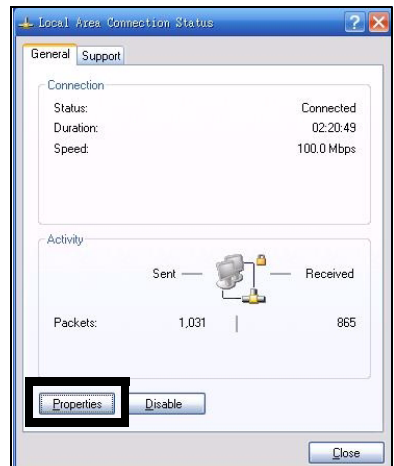 Local Area Connection Status
General Support
Connection
Status: Connected
Duration: 02:20:49
Speed: 100.0 Mbps
Activity
Sent — — Received
Packets: 1,031 | 865
Properties Disable
Close